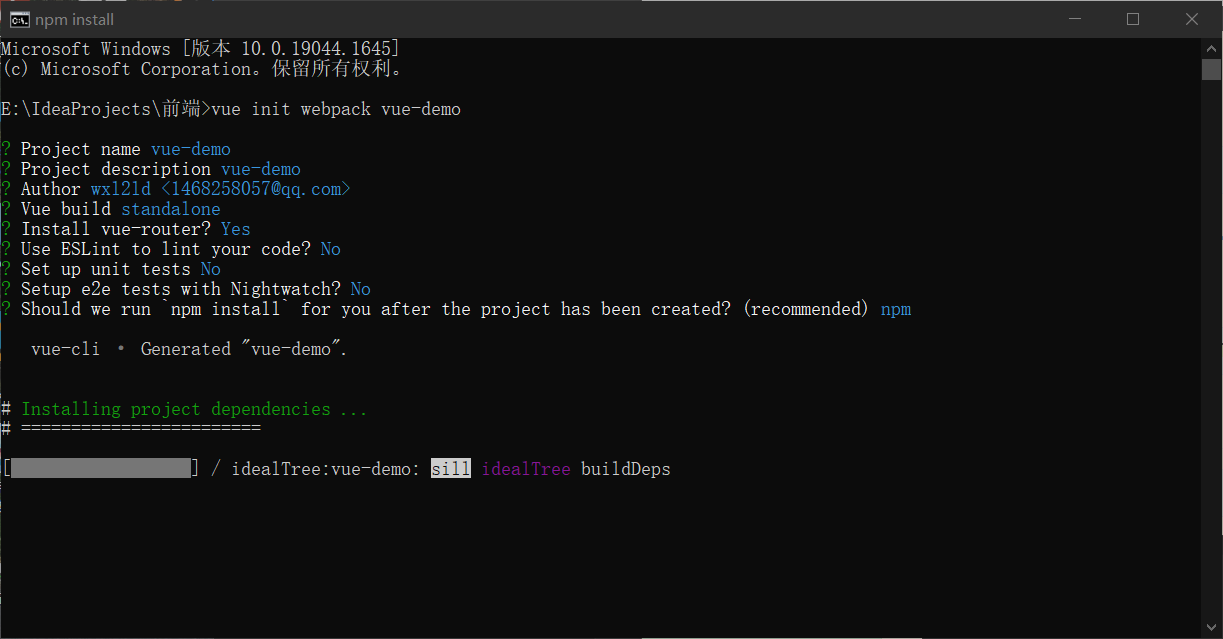 npm install
Microsoft Windows [版本 10.0.19044.1645]
(c) Microsoft Corporation。保留所有权利。
E:\IdeaProjects\前端>vue init webpack vue-demo
? Project name vue-demo
? Project description vue-demo
? Author wxl2ld <1468258057@qq.com>
? Vue build standalone
? Install vue-router? Yes
? Use ESLint to lint your code? No
? Set up unit tests No
? Setup e2e tests with Nightwatch? No
? Should we run `npm install` for you after the project has been created? (recommended) npm
vue-cli · Generated "vue-demo".
# Installing project dependencies ...
# ========================
[                  ] / idealTree:vue-demo: sill idealTree buildDeps